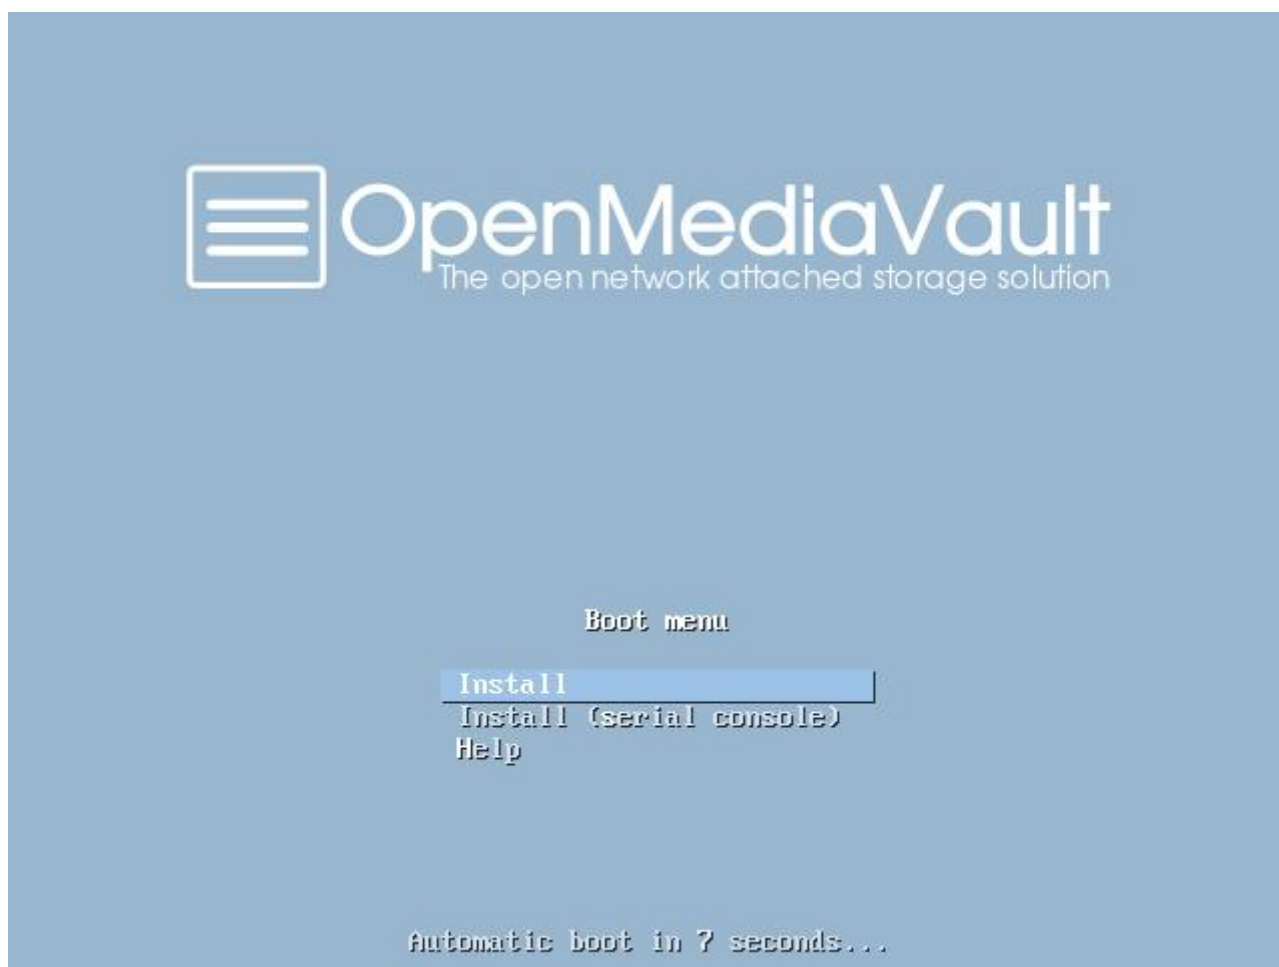 OpenMediaVault
The open network attached storage solution
Boot menu
Install
Install (serial console)
Help
Automatic boot in 7 seconds...